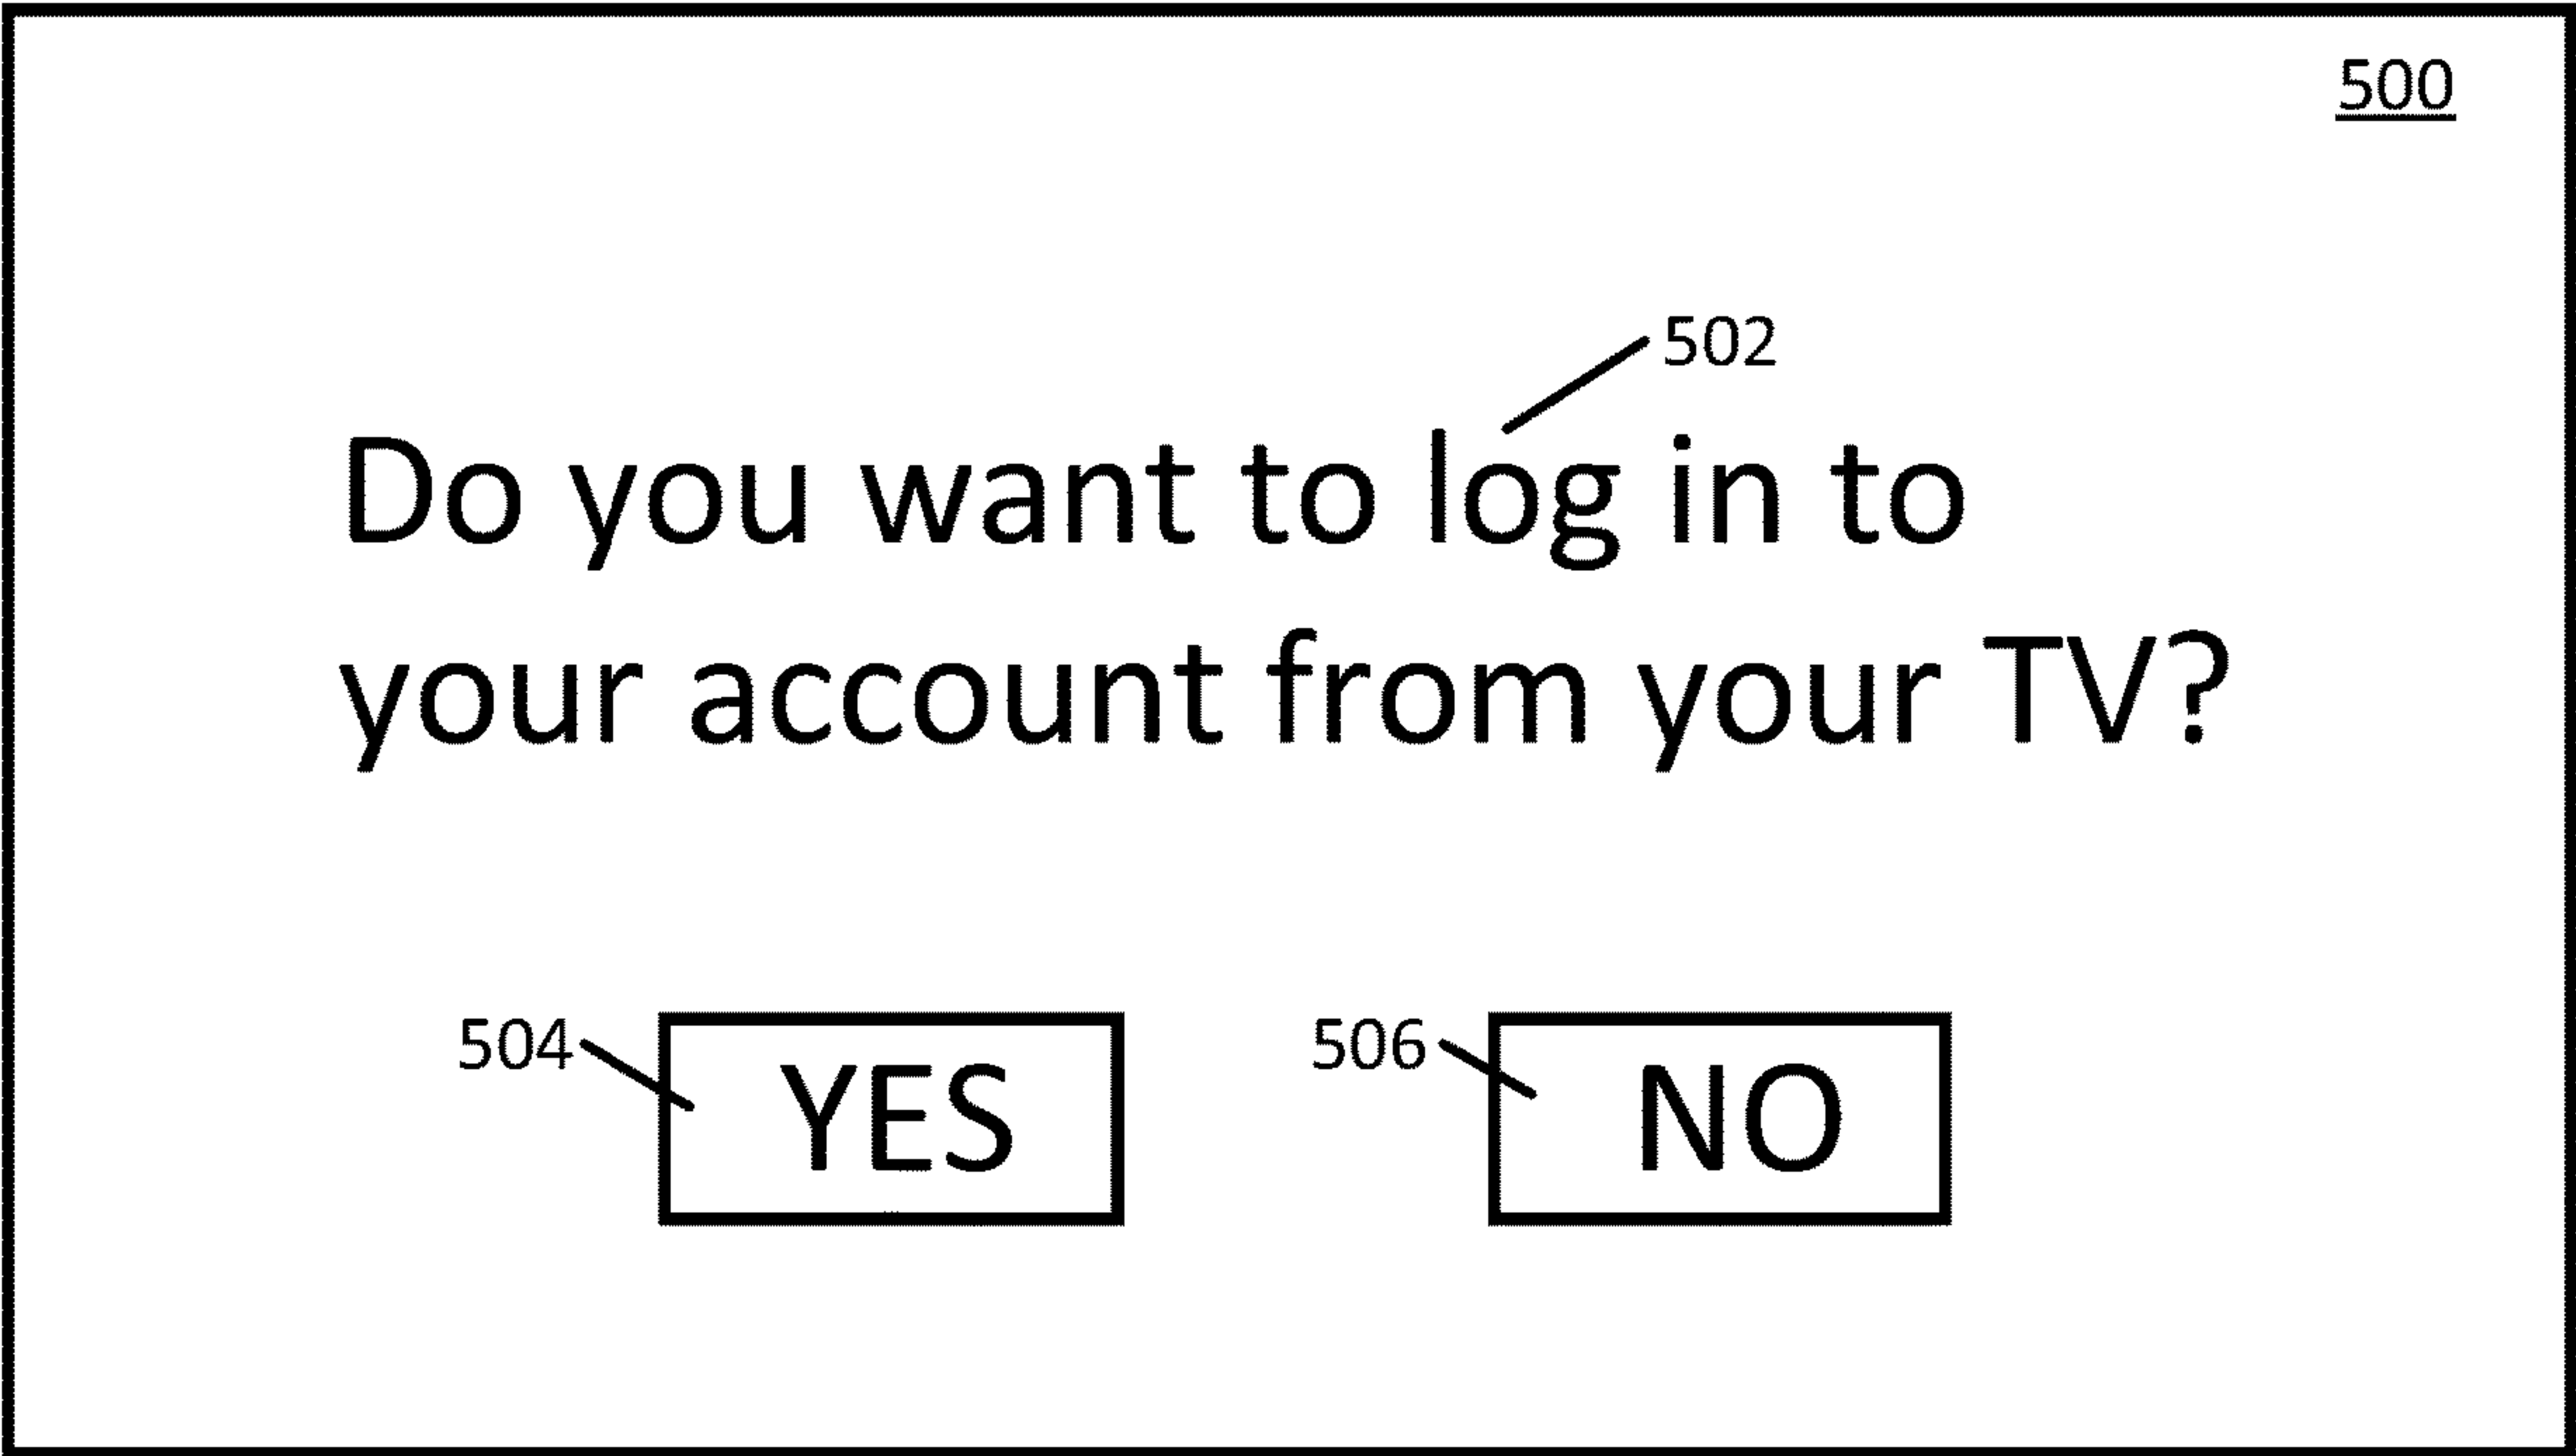 500
502
Do you want to log in to
your account from your TV?
504 YES 506 NO